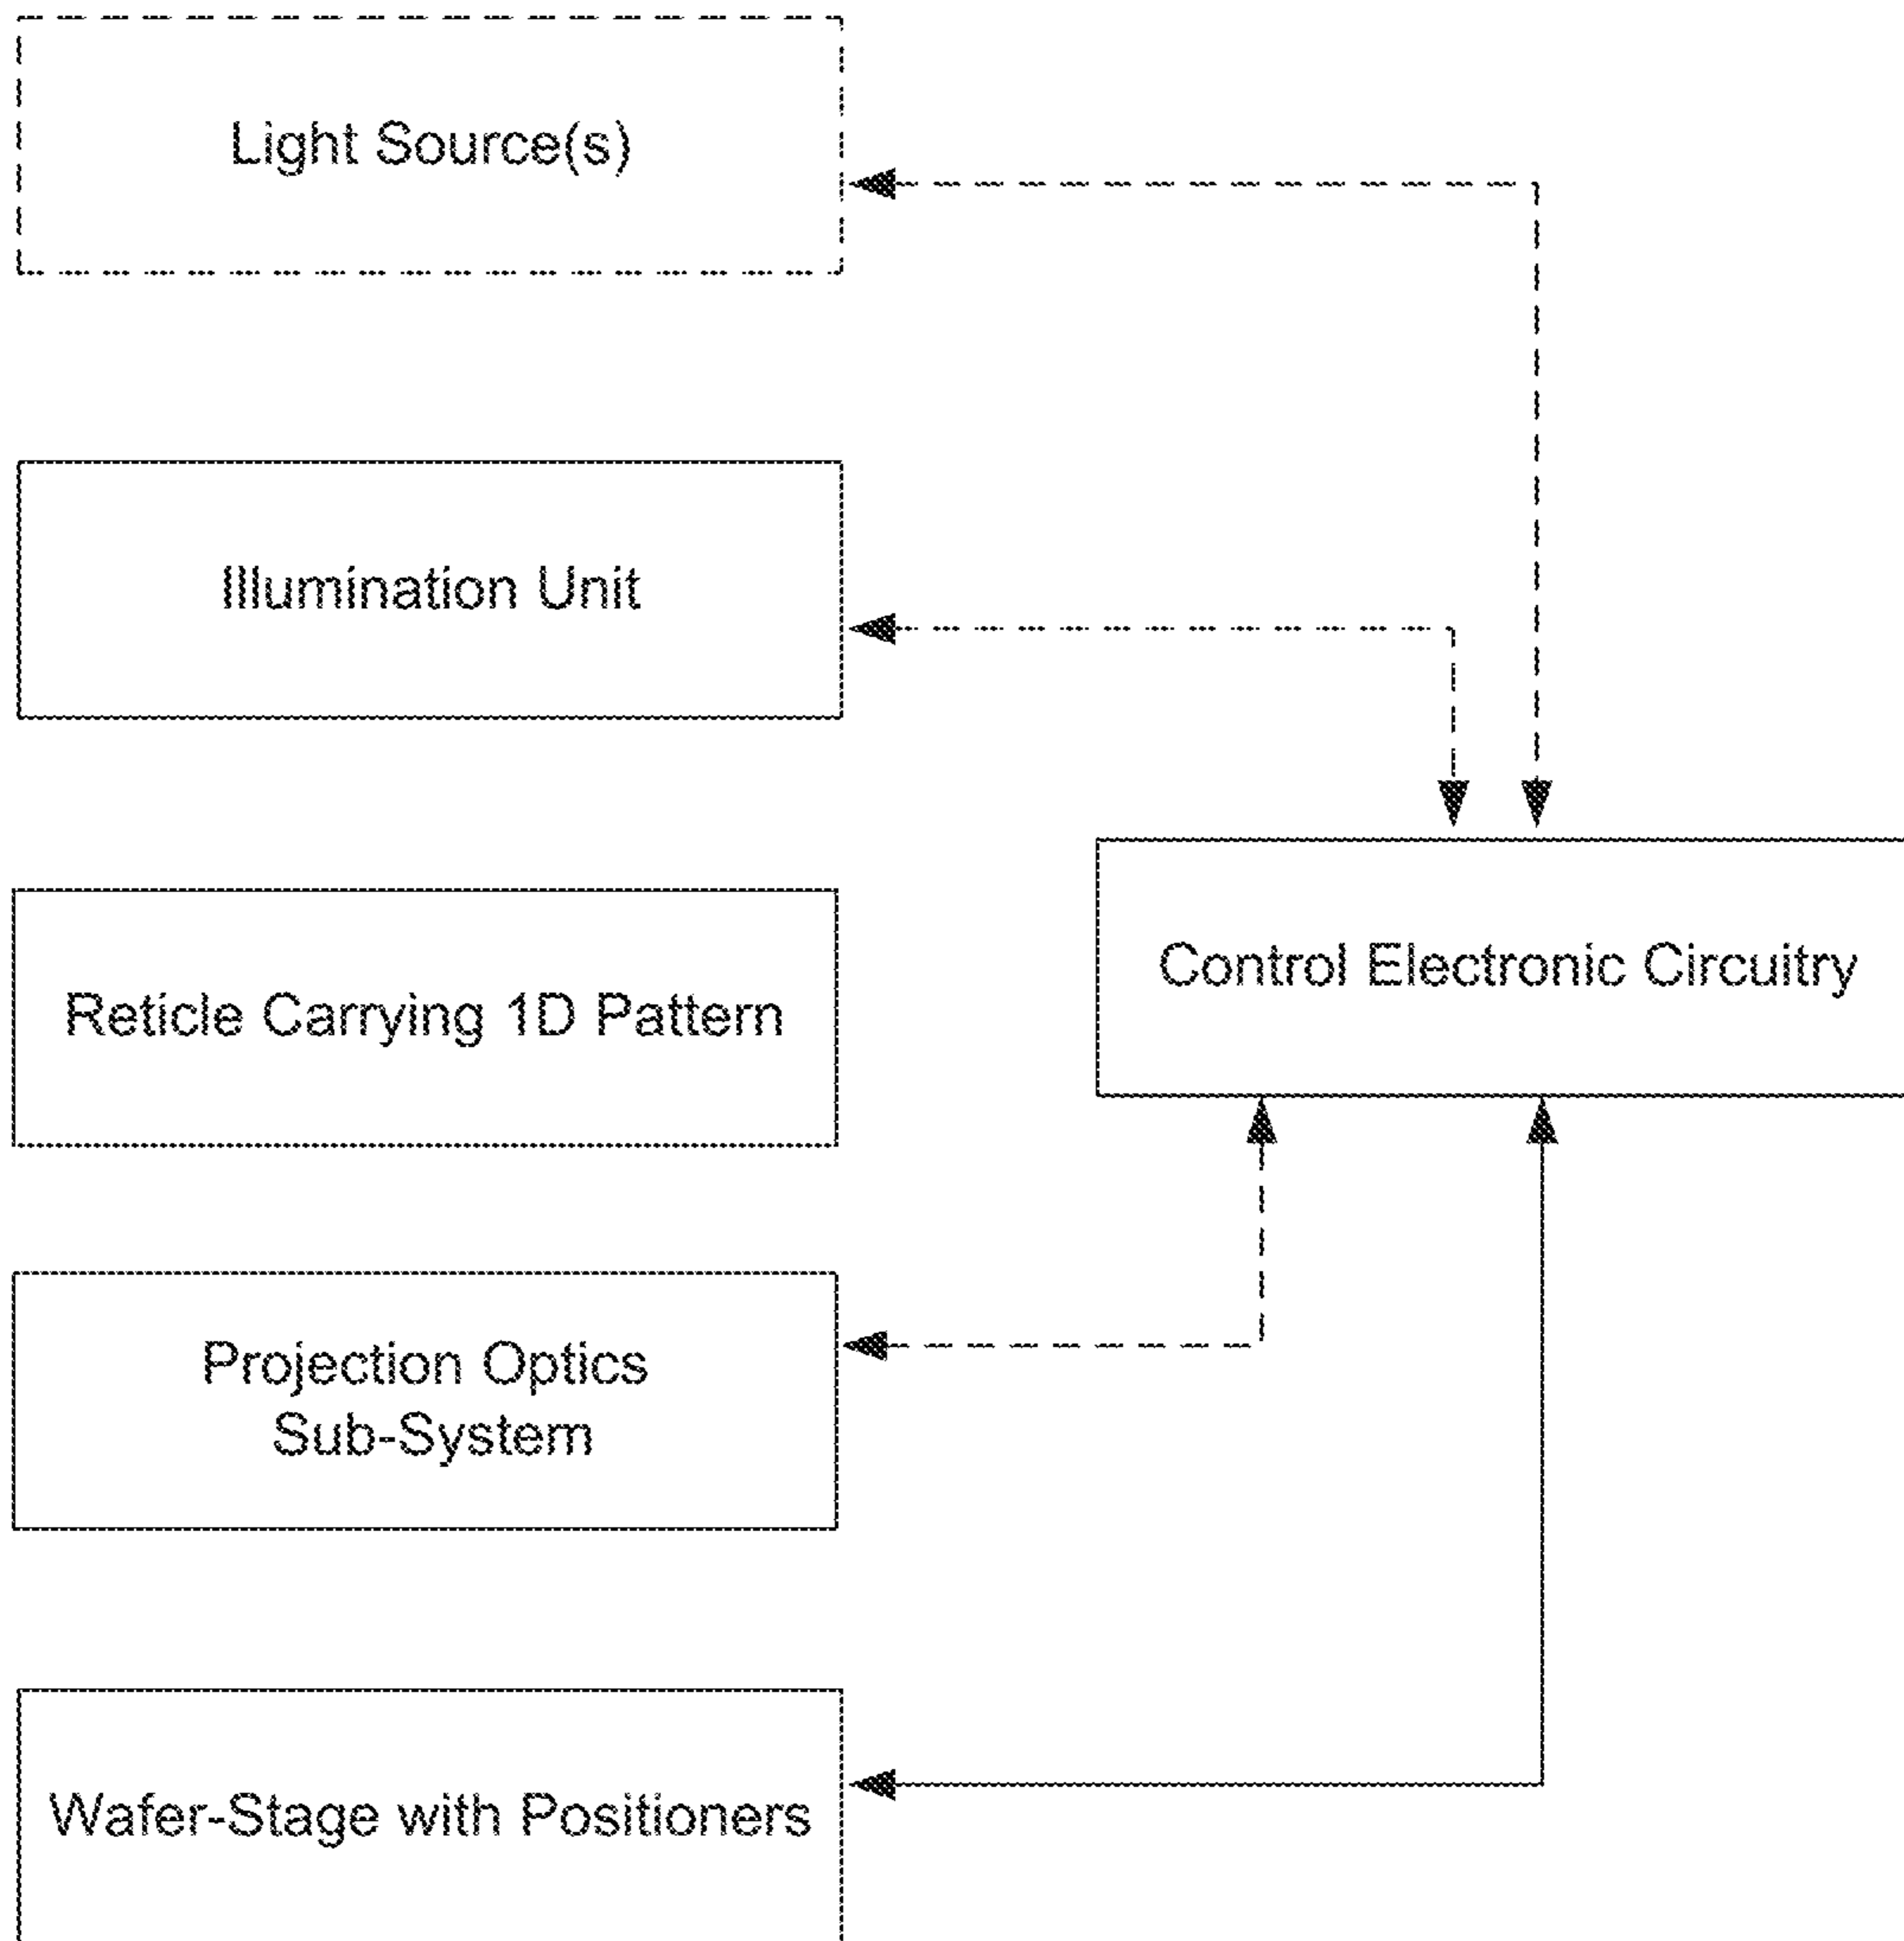 Light Source(s)
Illumination Unit
Reticle Carrying 1D Pattern
Control Electronic Circuitry
Projection Optics
Sub-System
Wafer-Stage with Positioners